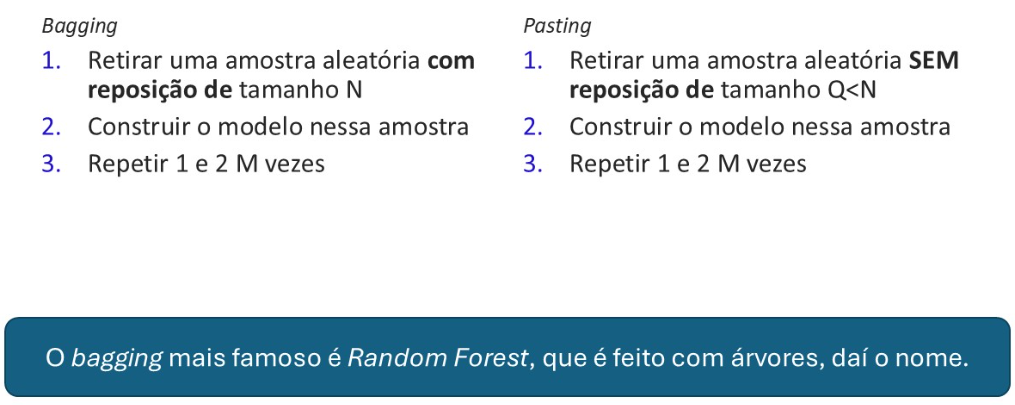 Bagging
1. Retirar uma amostra aleatória com
reposição de tamanho N
2. Construir o modelo nessa amostra
3. Repetir 1 e 2 M vezes
Pasting
1. Retirar uma amostra aleatória SEM
reposição de tamanho Q<N
2. Construir o modelo nessa amostra
3. Repetir 1 e 2 M vezes
O bagging mais famoso é Random Forest, que é feito com árvores, daí o nome.